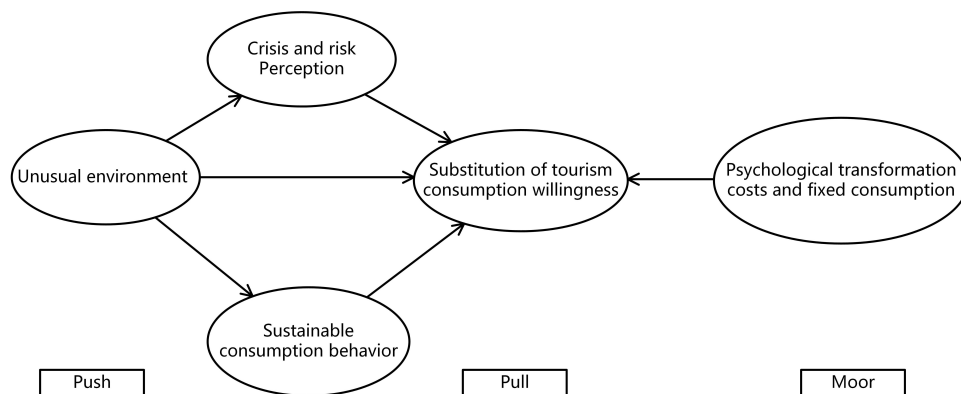 Crisis and risk
Perception
Unusual environment
Substitution of tourism
consumption willingness
Psychological transformation
costs and fixed consumption
Sustainable
consumption behavior
Push
Pull
Moor